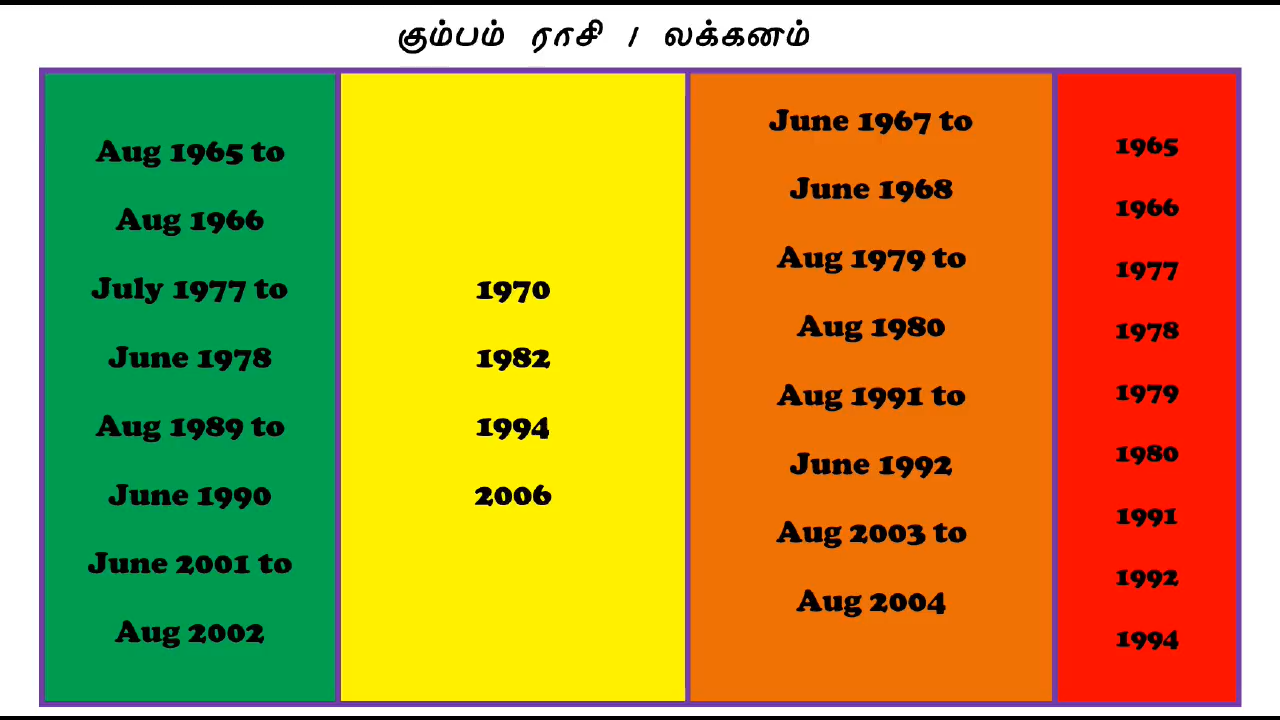 கும்பம் ராசி / லக்கனம்
Aug 1965 to
Aug 1966
July 1977 to
June 1978
Aug 1989 to
June 1990
June 2001 to
Aug 2002
1970
1982
1994
2006
June 1967 to
June 1968
Aug 1979 to
Aug 1980
Aug 1991 to
June 1992
Aug 2003 to
Aug 2004
1965
1966
1977
1978
1979
1980
1991
1992
1994